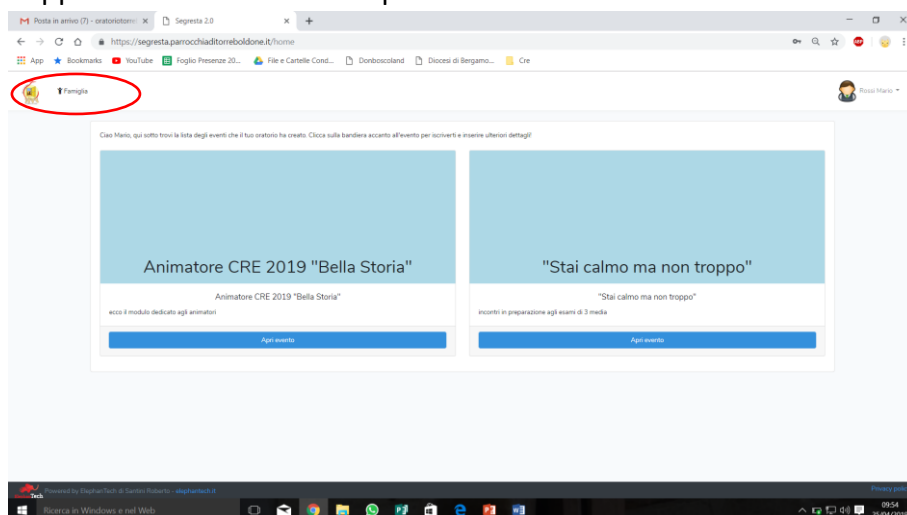 Posta in arrivo (7) - oratoriotorre
Segresta 2.0
https://segresta.parrocchiaditorreboldone.it/home
App
Bookmarks
YouTube
Foglio Presenze 20...
File e Cartelle Cond...
Donboscoland
Diocesi di Bergamo...
Cre
Famiglia
Rossi Mario
Ciao Mario, qui sotto trovi la lista degli eventi che il tuo oratorio ha creato. Clicca sulla bandiera accanto all'evento per iscriverti e inserire ulteriori dettagli!
Animatore CRE 2019 "Bella Storia"
"Stai calmo ma non troppo"
Animatore CRE 2019 "Bella Storia"
"Stai calmo ma non troppo"
ecco il modulo dedicato agli animatori
incontri in preparazione agli esami di 3 media
Apri evento
Apri evento
Tech
Powered by ElephanTech di Santini Roberto - elephantech.it
Privacy polic
Ricerca in Windows e nel Web
09:54